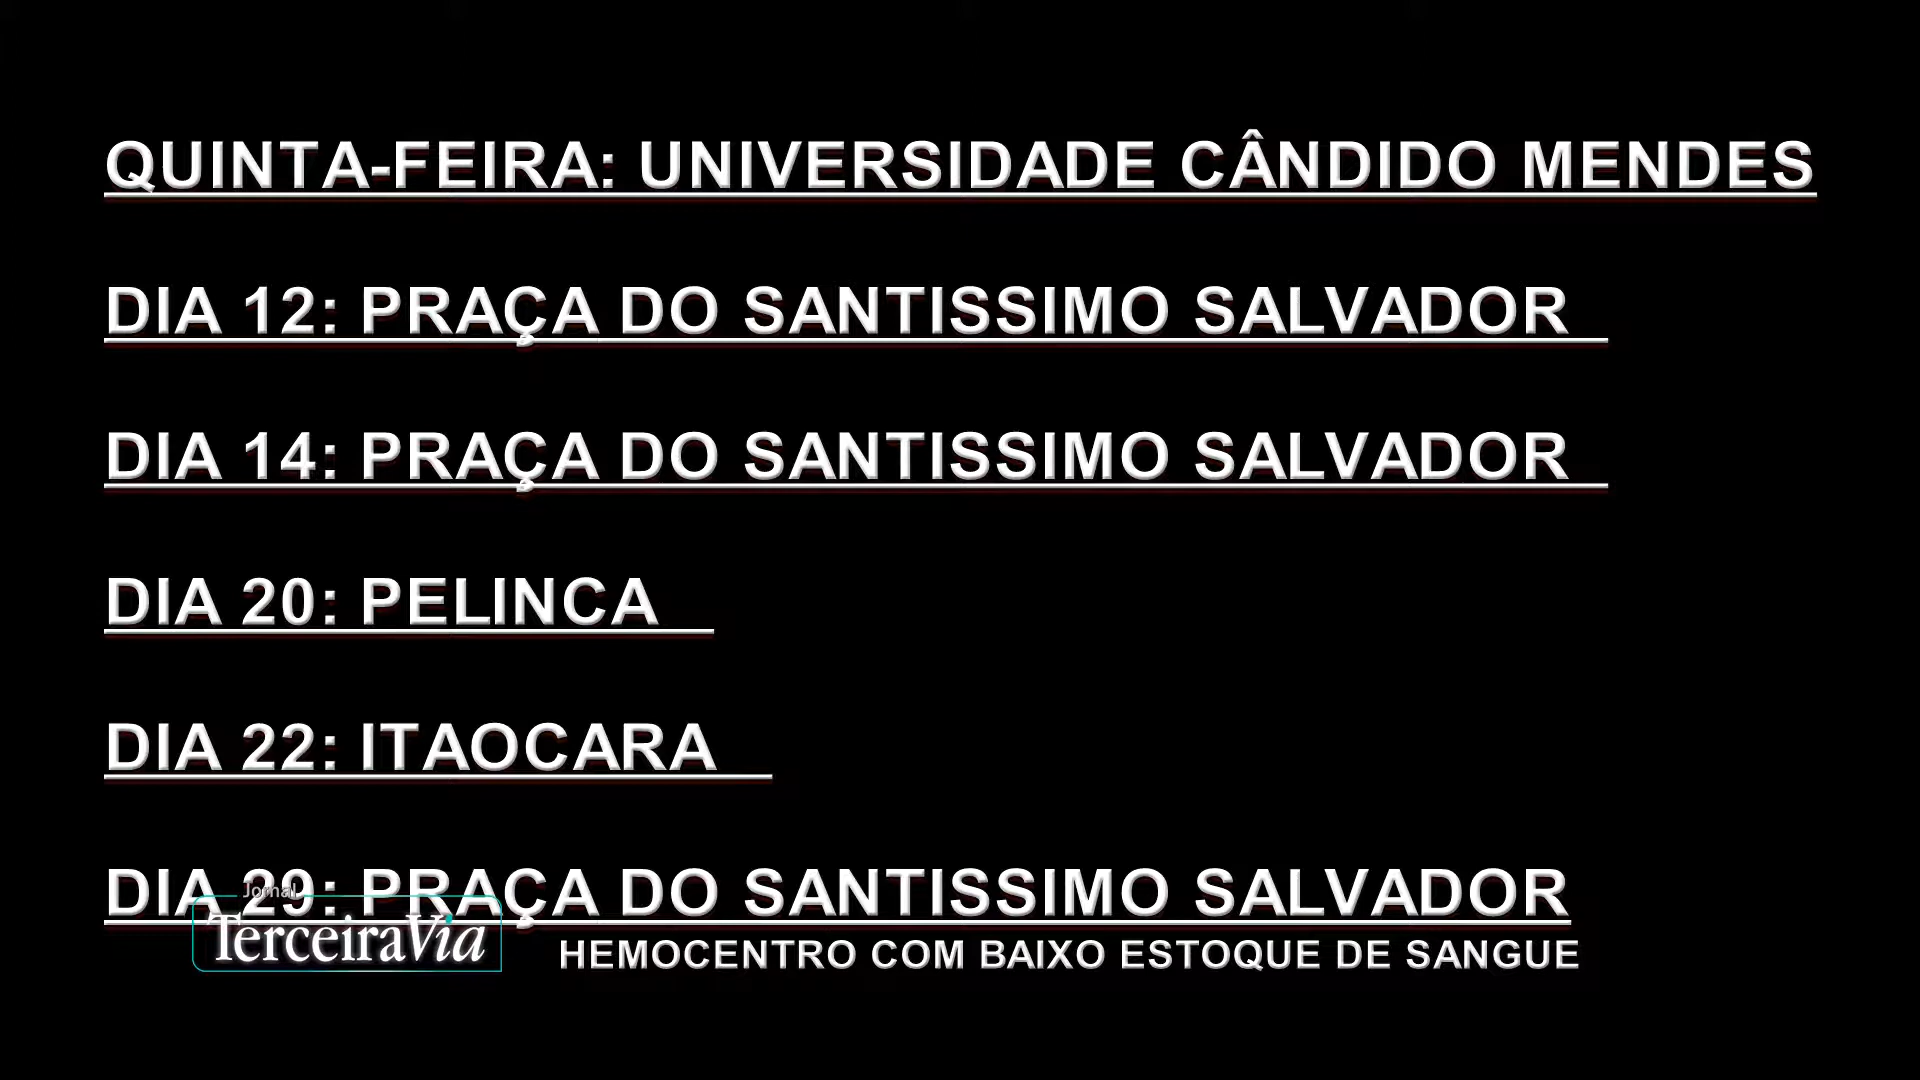 QUINTA-FEIRA: UNIVERSIDADE CÂNDIDO MENDES
DIA 12: PRAÇA DO SANTISSIMO SALVADOR
DIA 14: PRAÇA DO SANTISSIMO SALVADOR
DIA 20: PELINCA
DIA 22: ITAOCARA
DIA 29: PRAÇA DO SANTISSIMO SALVADOR
Jornal
TerceiraVia
HEMOCENTRO COM BAIXO ESTOQUE DE SANGUE